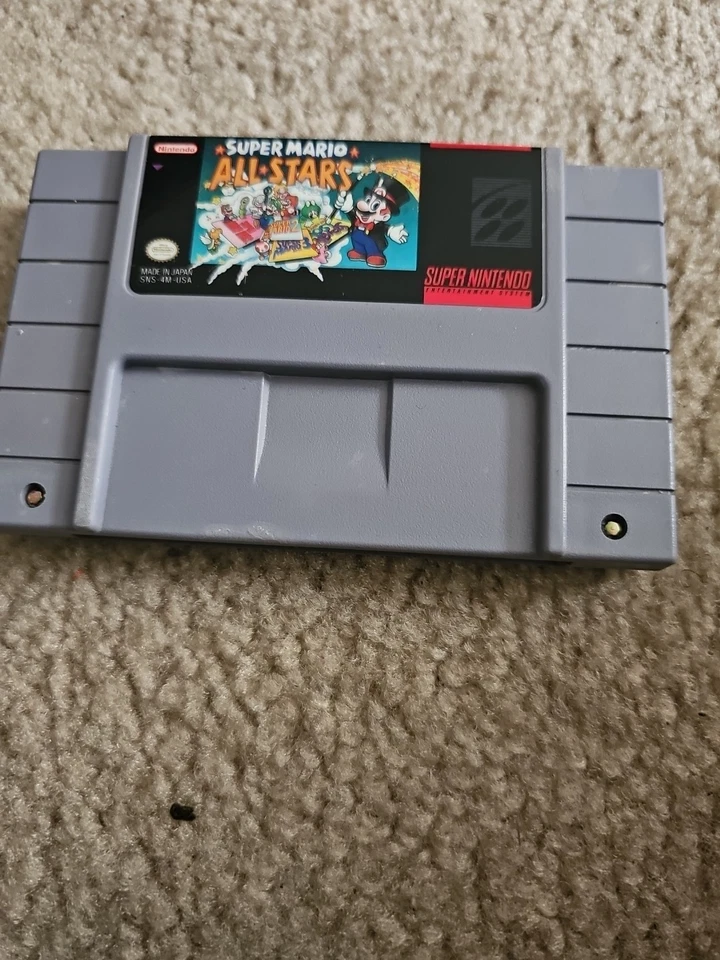 Nintendo
SUPER MARIO
ALL★STARS
MADE IN JAPAN
SNS-4M-USA
SUPER NINTENDO
ENTERTAINMENT SYSTEM